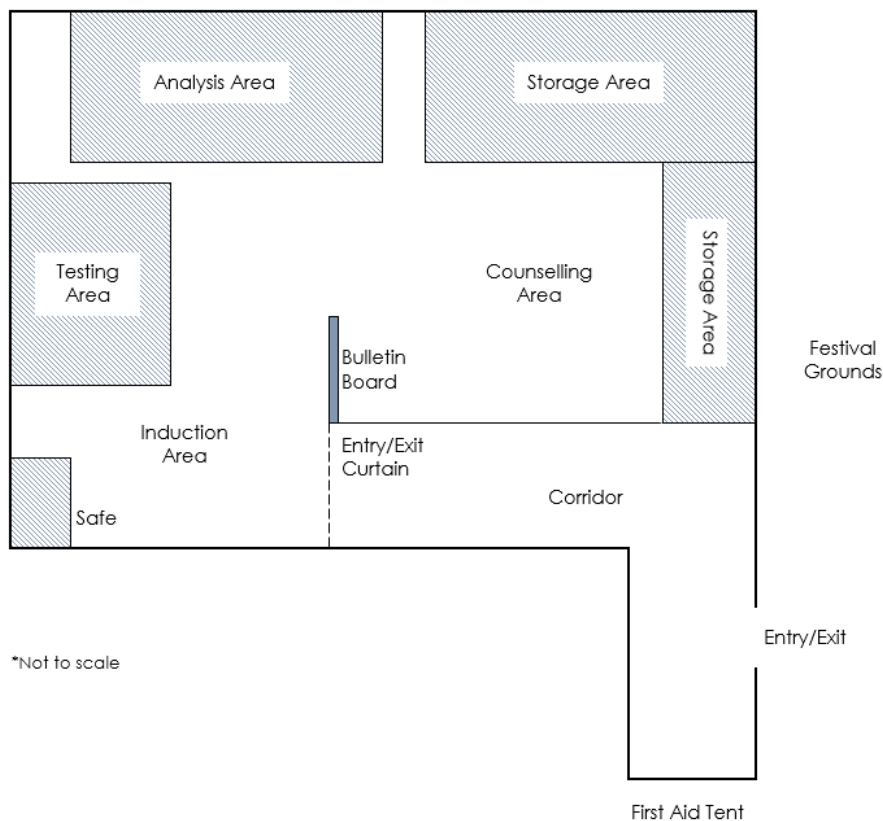 Analysis Area
Storage Area
Testing
Area
Counselling
Area
Storage Area
Festival
Grounds
Bulletin
Board
Induction
Area
Entry/Exit
Curtain
Corridor
Safe
Entry/Exit
*Not to scale
First Aid Tent